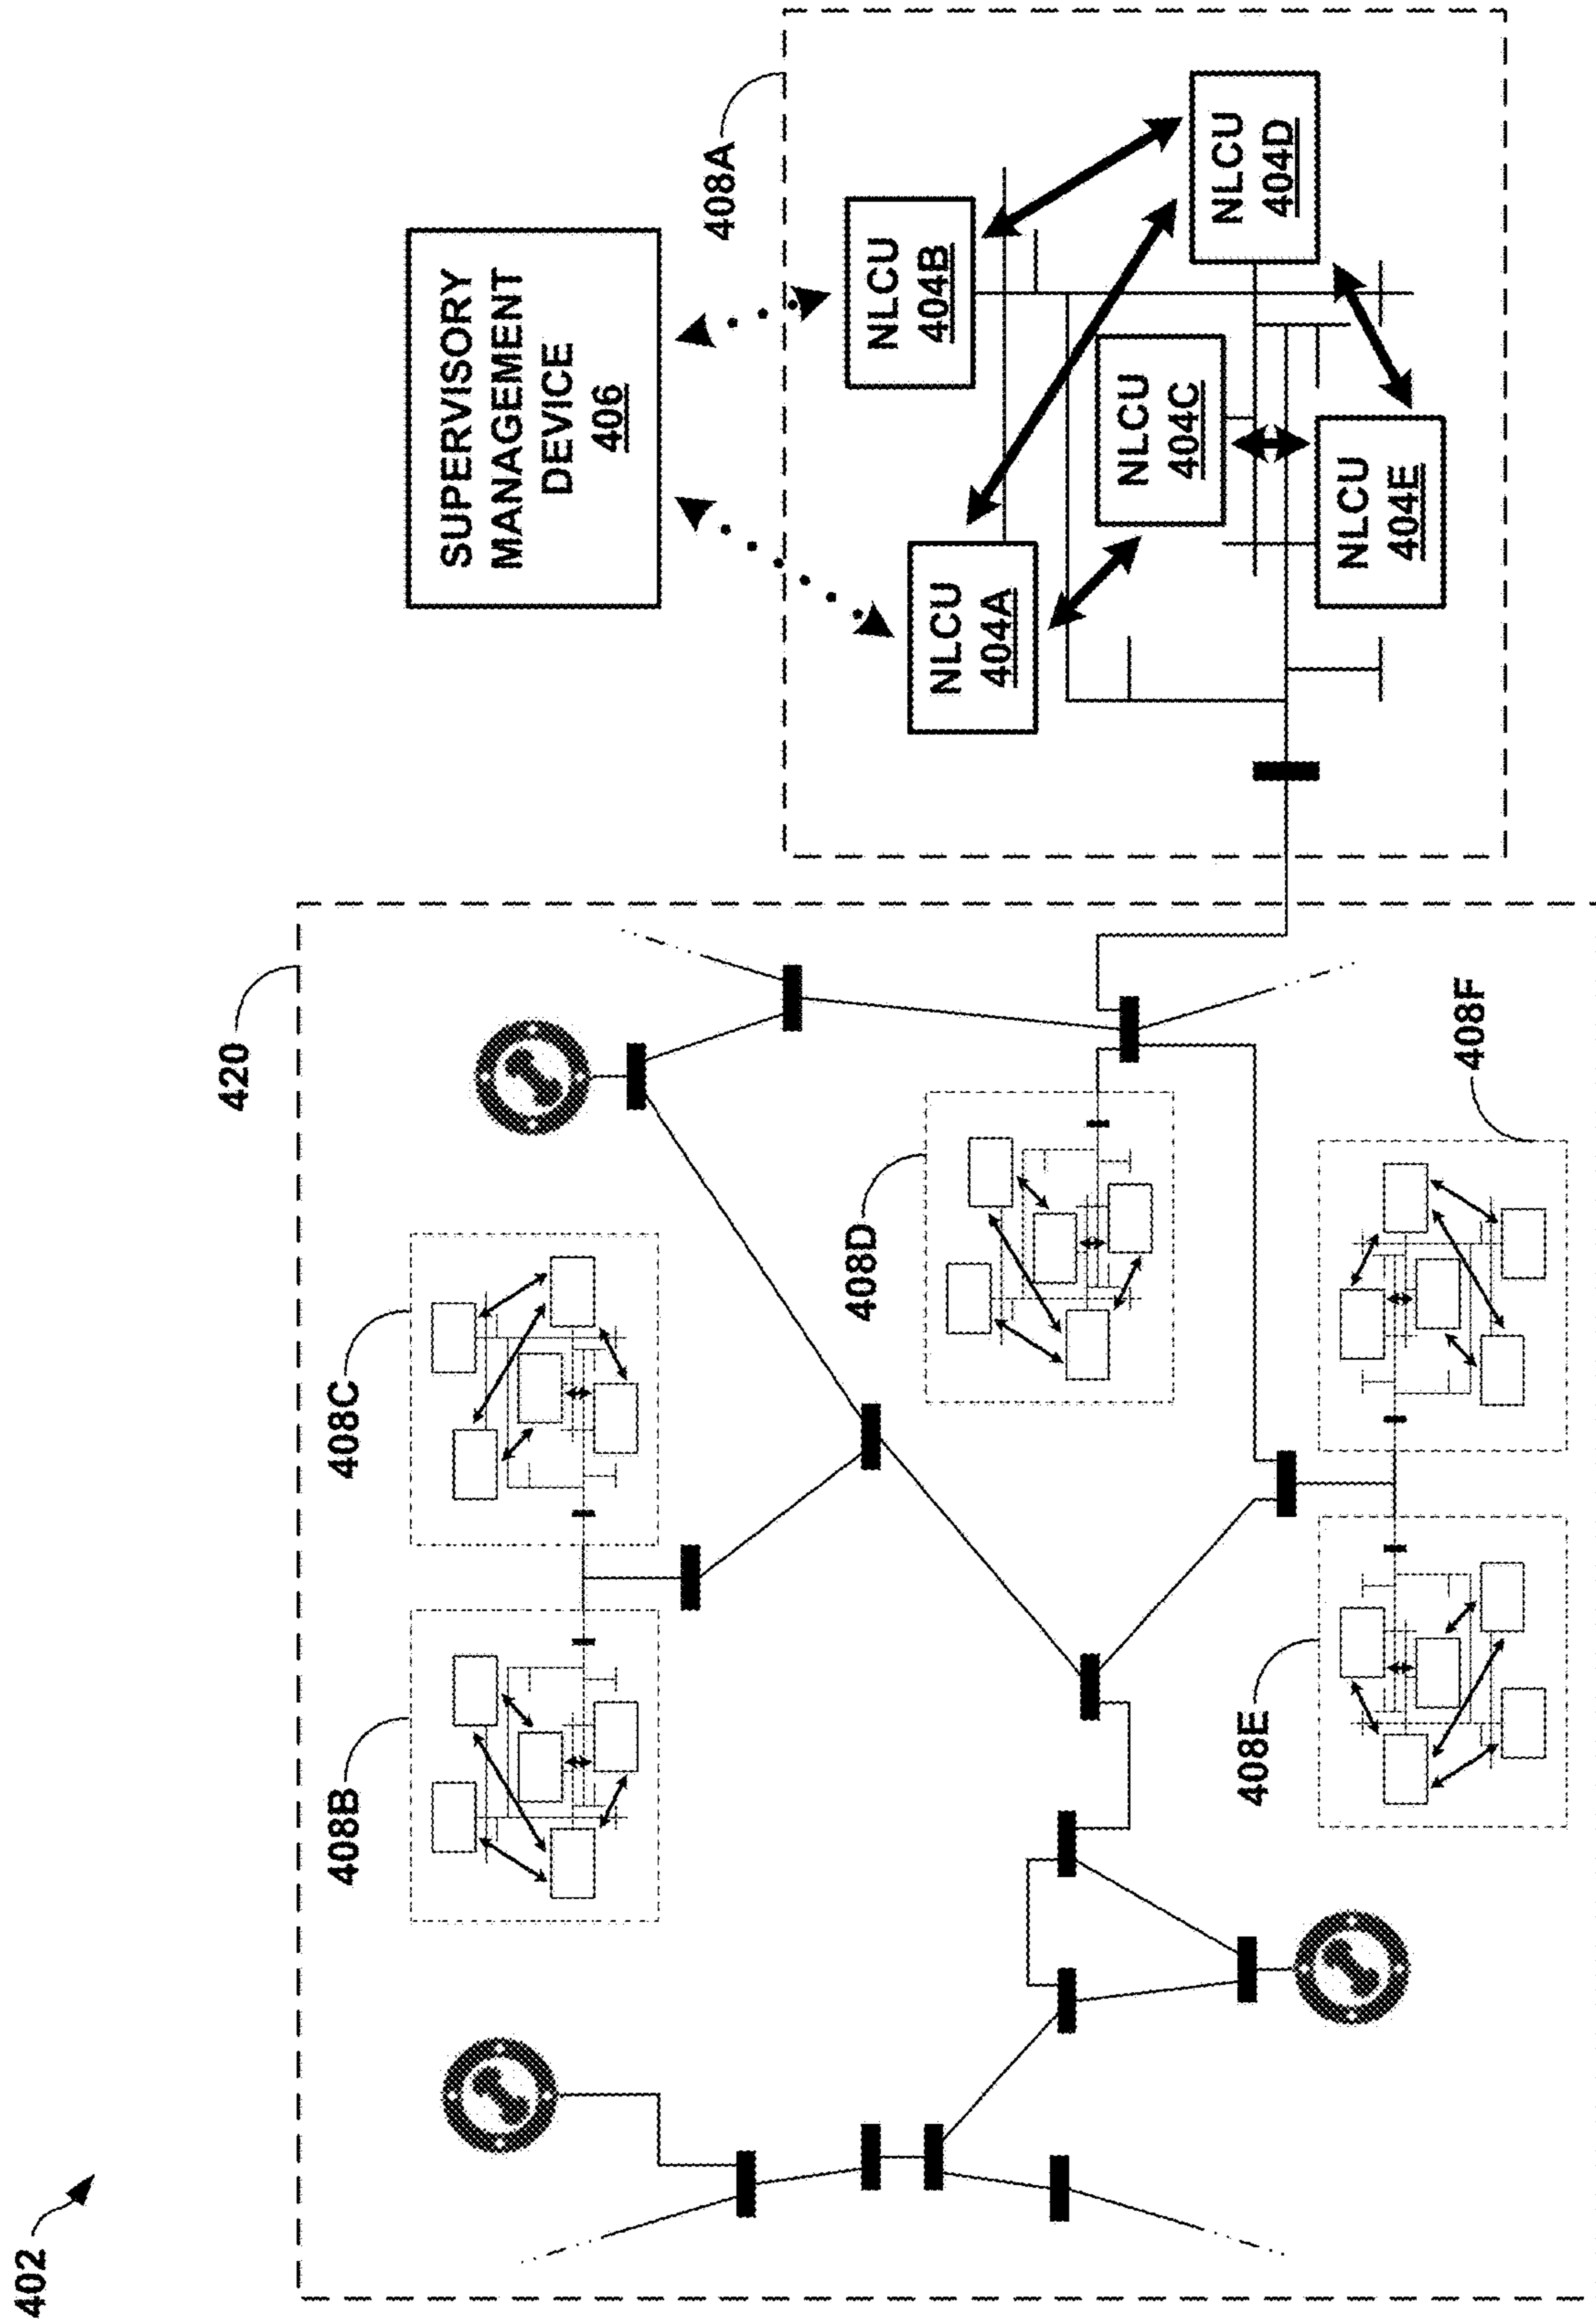 402
420
408B
408C
408D
408E
408F
SUPERVISORY
MANAGEMENT
DEVICE
406
408A
NLCU
404A
NLCU
404B
NLCU
404C
NLCU
404D
NLCU
404E